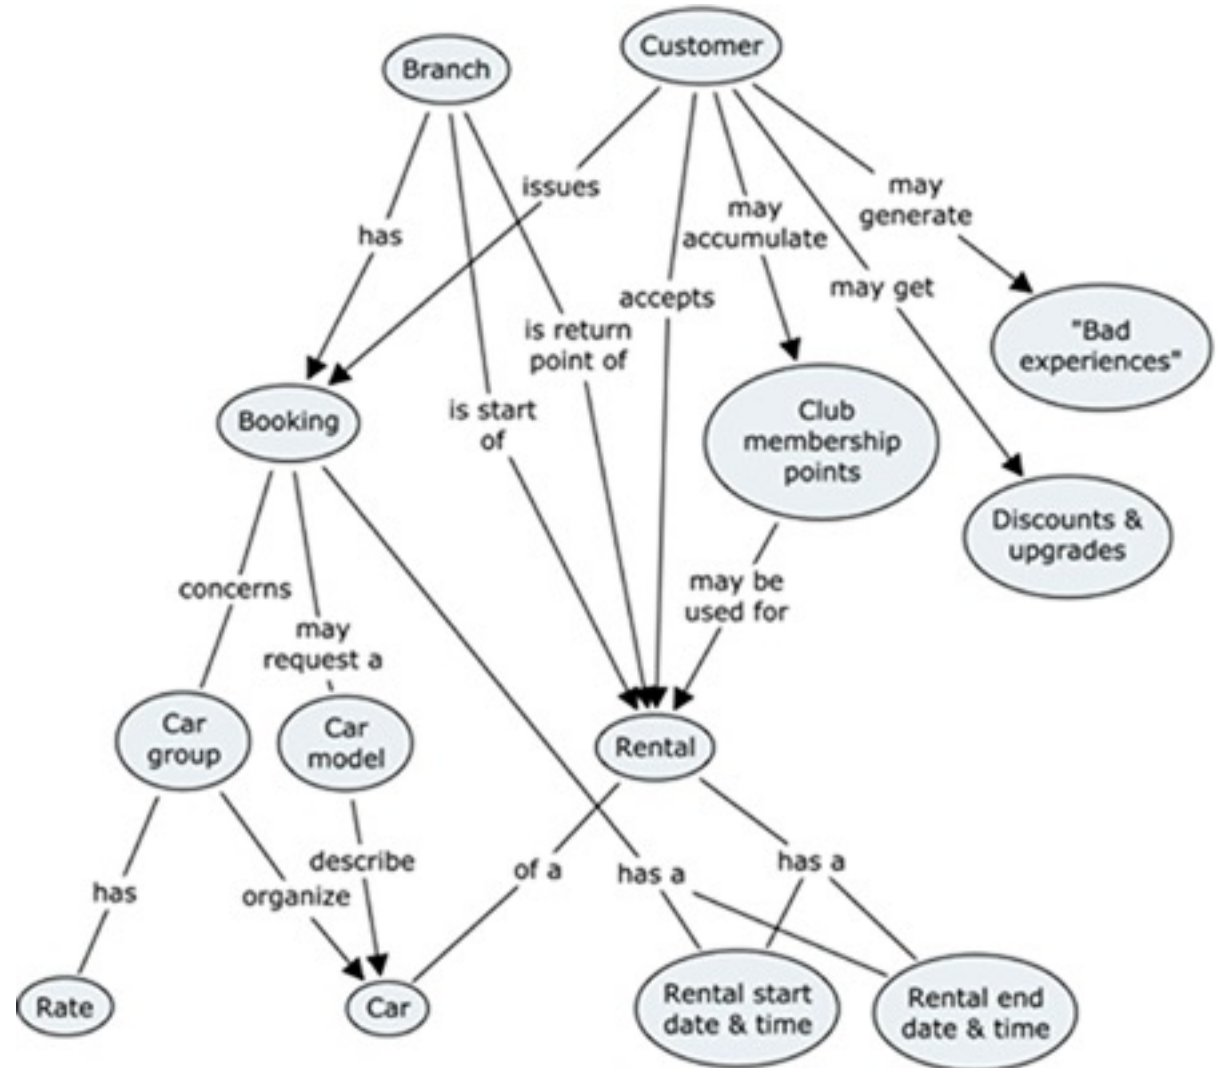 Customer
Branch
issues
may
generate
may
accumulate
has
may get
accepts
is return
point of
"Bad
experiences"
is start
of
Booking
Club
membership
points
Discounts &
upgrades
concerns
may be
used for
may
request a
Car
group
Car
model
Rental
describe
of a
has a
has a
has
organize
Rate
Car
Rental start
date & time
Rental end
date & time